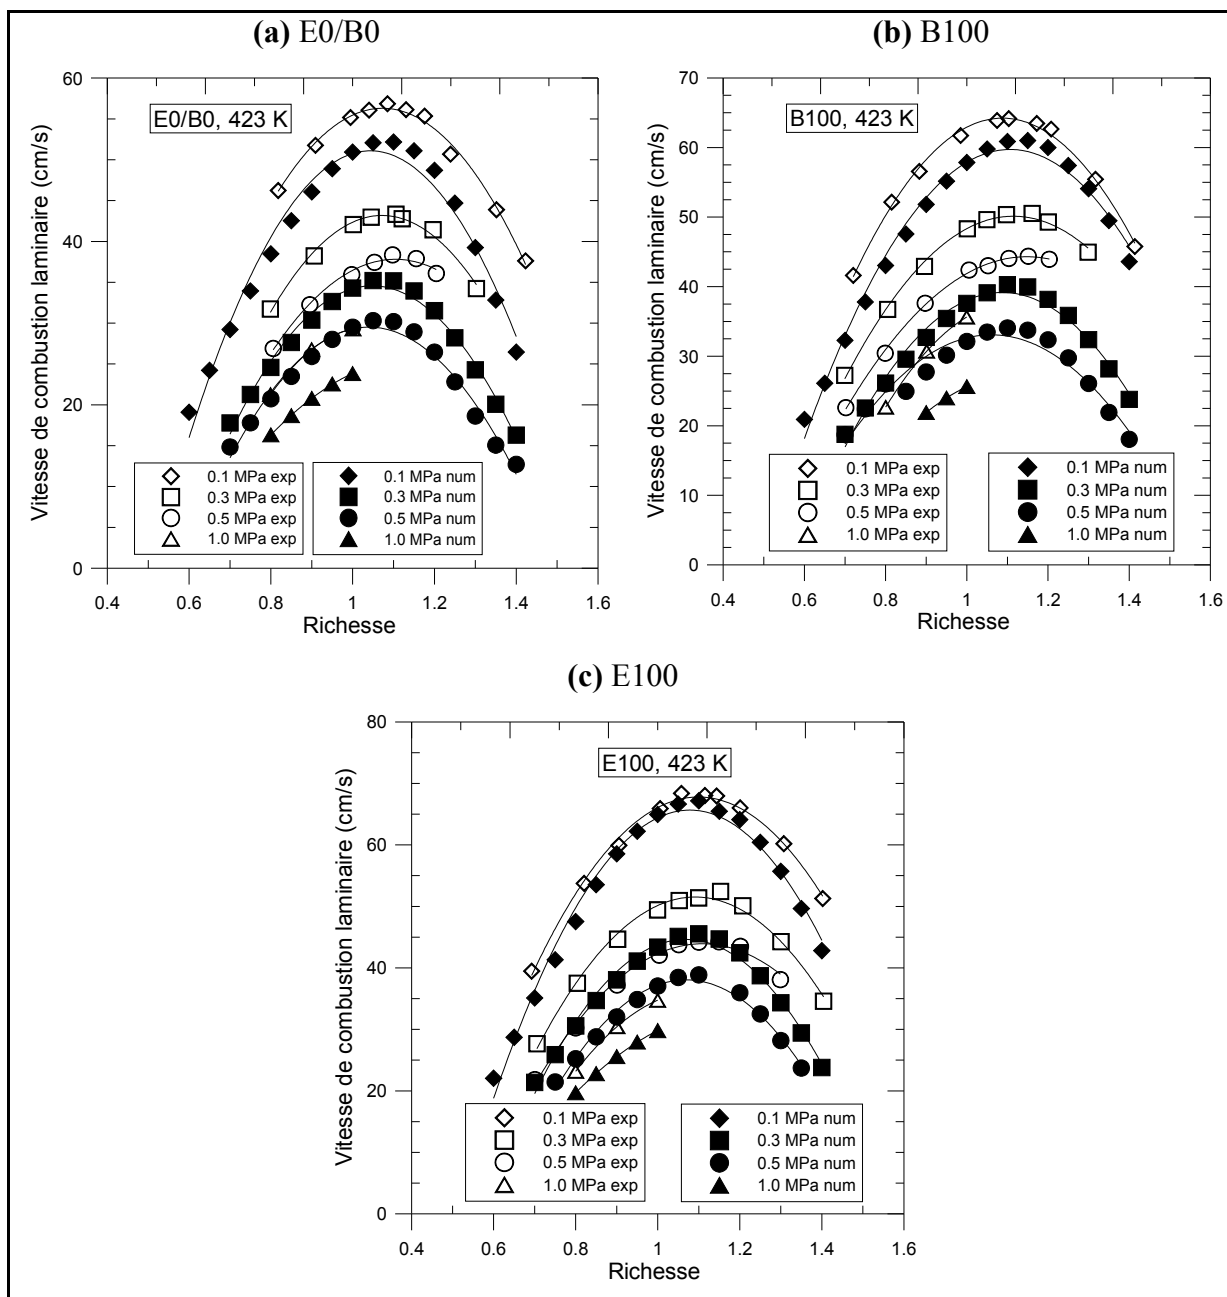 (a) E0/B0
60
40
20
0
0.4 0.6 0.8 1 1.2 1.4 1.6
Richesse
Vitesse de combustion laminaire (cm/s)
E0/B0, 423 K
0.1 MPa exp
0.3 MPa exp
0.5 MPa exp
1.0 MPa exp
0.1 MPa num
0.3 MPa num
0.5 MPa num
1.0 MPa num
(b) B100
70
60
50
40
30
20
10
0
0.4 0.6 0.8 1 1.2 1.4 1.6
Richesse
Vitesse de combustion laminaire (cm/s)
B100, 423 K
0.1 MPa exp
0.3 MPa exp
0.5 MPa exp
1.0 MPa exp
0.1 MPa num
0.3 MPa num
0.5 MPa num
1.0 MPa num
(c) E100
80
60
40
20
0
0.4 0.6 0.8 1 1.2 1.4 1.6
Richesse
Vitesse de combustion laminaire (cm/s)
E100, 423 K
0.1 MPa exp
0.3 MPa exp
0.5 MPa exp
1.0 MPa exp
0.1 MPa num
0.3 MPa num
0.5 MPa num
1.0 MPa num